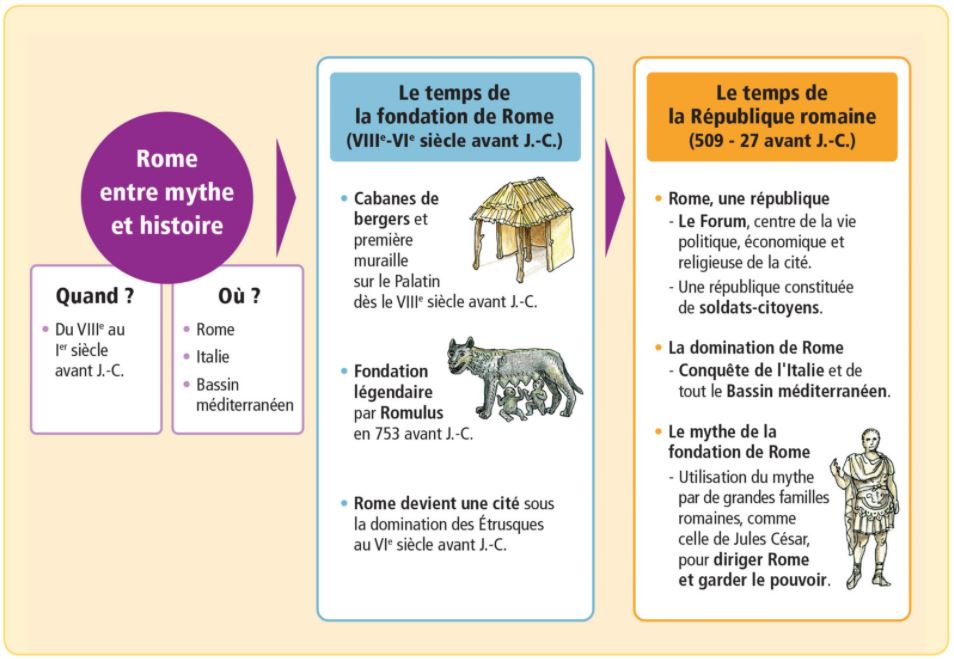 Rome
entre mythe
et histoire
Quand ?
• Du VIIIe au
Ier siècle
avant J.-C.
Où ?
• Rome
• Italie
• Bassin
méditerranéen
Le temps de
la fondation de Rome
(VIIIe-VIe siècle avant J.-C.)
• Cabanes de
bergers et
première
muraille
sur le Palatin
dès le VIIIe siècle avant J.-C.
• Fondation
légendaire
par Romulus
en 753 avant J.-C.
• Rome devient une cité sous
la domination des Étrusques
au VIe siècle avant J.-C.
Le temps de
la République romaine
(509 - 27 avant J.-C.)
• Rome, une république
- Le Forum, centre de la vie
politique, économique et
religieuse de la cité.
- Une république constituée
de soldats-citoyens.
• La domination de Rome
- Conquête de l'Italie et de
tout le Bassin méditerranéen.
• Le mythe de la
fondation de Rome
- Utilisation du mythe
par de grandes familles
romaines, comme
celle de Jules César,
pour diriger Rome
et garder le pouvoir.